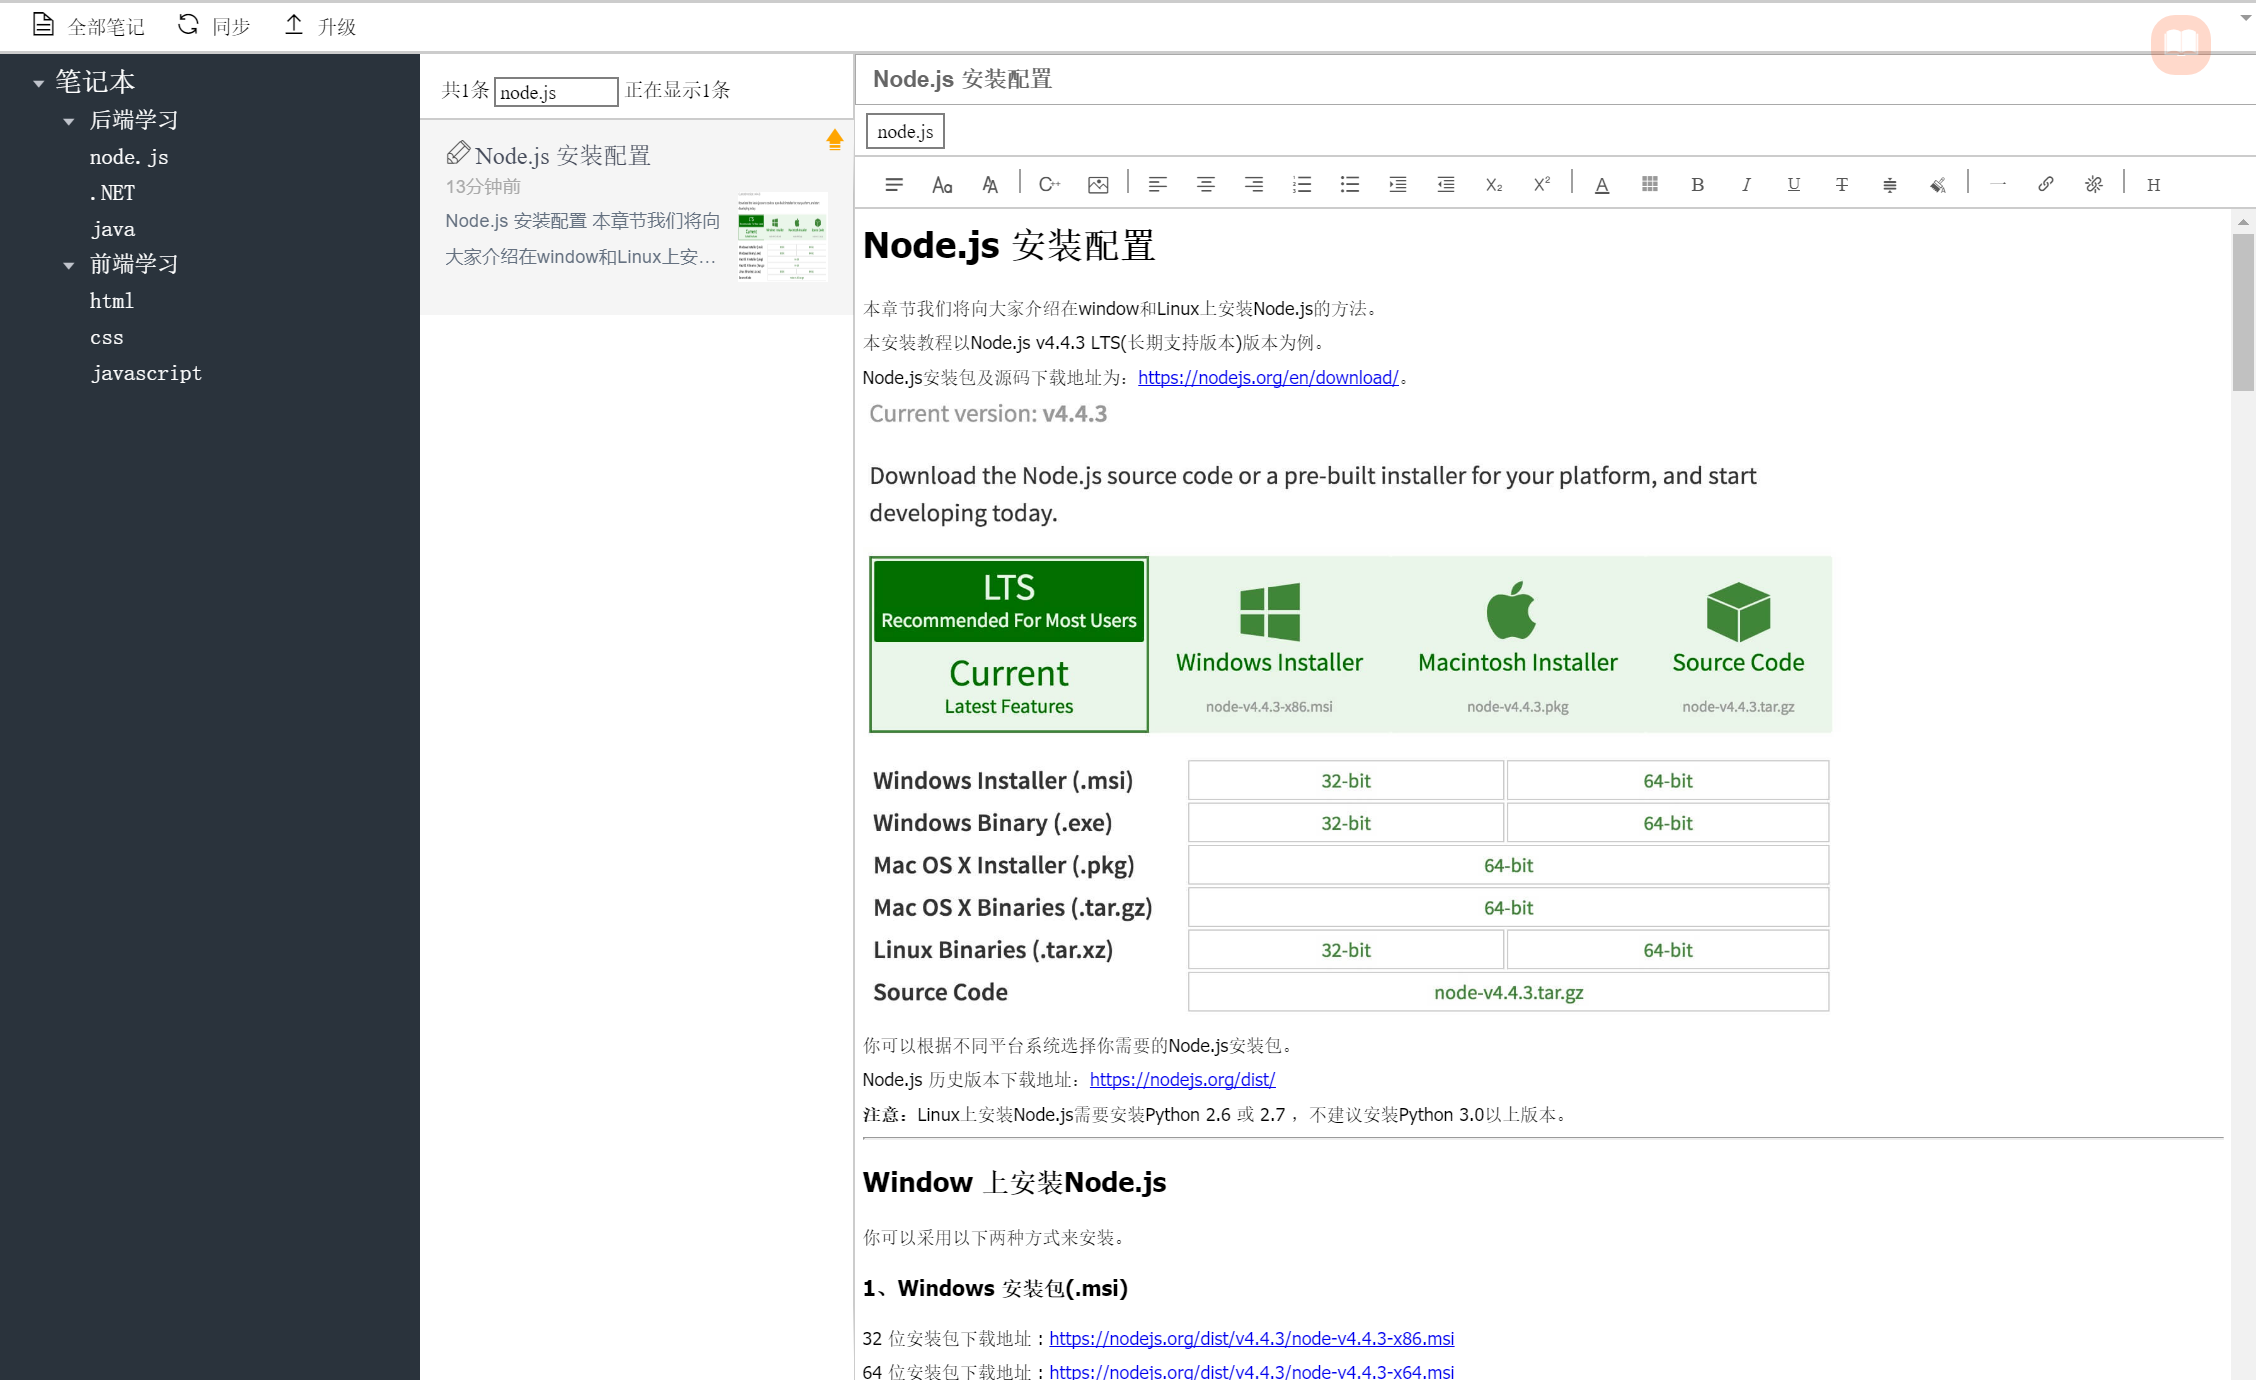 全部笔记 同步 升级
笔记本
后端学习
node.js
.NET
java
前端学习
html
css
javascript
共1条 node.js 正在显示1条
Node.js 安装配置
13分钟前
Node.js 安装配置 本章节我们将向
大家介绍在window和Linux上安...
Node.js 安装配置
node.js
Node.js 安装配置
本章节我们将向大家介绍在window和Linux上安装Node.js的方法。
本安装教程以Node.js v4.4.3 LTS(长期支持版本)版本为例。
Node.js安装包及源码下载地址为：https://nodejs.org/en/download/。
Current version: v4.4.3
Download the Node.js source code or a pre-built installer for your platform, and start
developing today.
LTS
Recommended For Most Users
Current
Latest Features
Windows Installer
node-v4.4.3-x86.msi
Macintosh Installer
node-v4.4.3.pkg
Source Code
node-v4.4.3.tar.gz
Windows Installer (.msi) 32-bit 64-bit
Windows Binary (.exe) 32-bit 64-bit
Mac OS X Installer (.pkg) 64-bit
Mac OS X Binaries (.tar.gz) 64-bit
Linux Binaries (.tar.xz) 32-bit 64-bit
Source Code node-v4.4.3.tar.gz
你可以根据不同平台系统选择你需要的Node.js安装包。
Node.js 历史版本下载地址：https://nodejs.org/dist/
注意：Linux上安装Node.js需要安装Python 2.6 或 2.7 ，不建议安装Python 3.0以上版本。
Window 上安装Node.js
你可以采用以下两种方式来安装。
1、Windows 安装包(.msi)
32 位安装包下载地址 : https://nodejs.org/dist/v4.4.3/node-v4.4.3-x86.msi
64 位安装包下载地址 : https://nodejs.org/dist/v4.4.3/node-v4.4.3-x64.msi